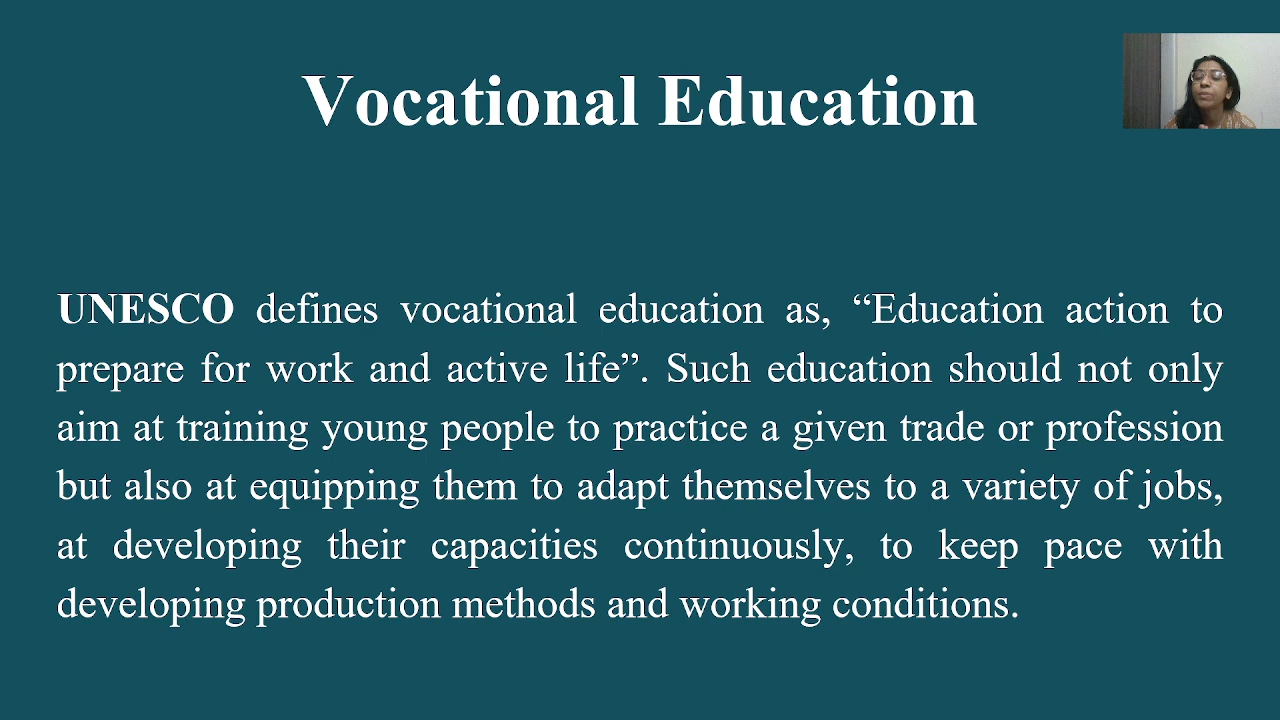 Vocational Education
UNESCO defines vocational education as, “Education action to
prepare for work and active life”. Such education should not only
aim at training young people to practice a given trade or profession
but also at equipping them to adapt themselves to a variety of jobs,
at developing their capacities continuously, to keep pace with
developing production methods and working conditions.